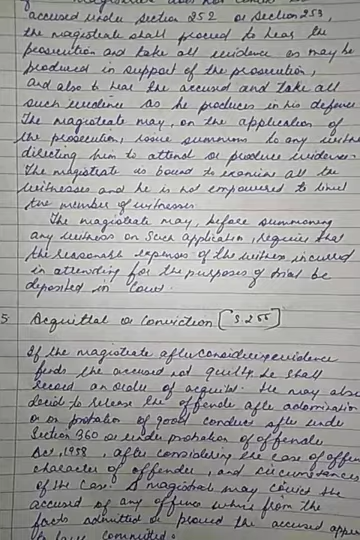 magistrate does not convict
accused under section 252 or section 253,
the magistrate shall proceed to hear the
prosecution and take all evidence as may be
produced in support of the prosecution,
and also to hear the accused and take all
such evidence as he produces in his defence
The magistrate may, on the application of
the prosecution, issue summons to any witne
directing him to attend or produce evidence.
The magistrate is bound to examine all the
witnesses and he is not empowered to limit
the member of witnesses
The magistrate may, before summoning
any witness on such application, require that
the reasonable expenses of the witness incurred
in attending for the purposes of trial be
deposited in Court.
5 Acquittal or Conviction [S 255]
If the magistrate after consider evidence
finds the accused not guilty, he shall
record an order of acquittal. He may also
decide to release the offender after admonition
or on probation of good conduct after under
Section 360 or under probation of offender
Act, 1958, after considering the case of offen
character of offender, and circumstances
of the case. A magistrate may convict the
accused of any offence which from the
facts admitted or proved the accused appea
to have committed.